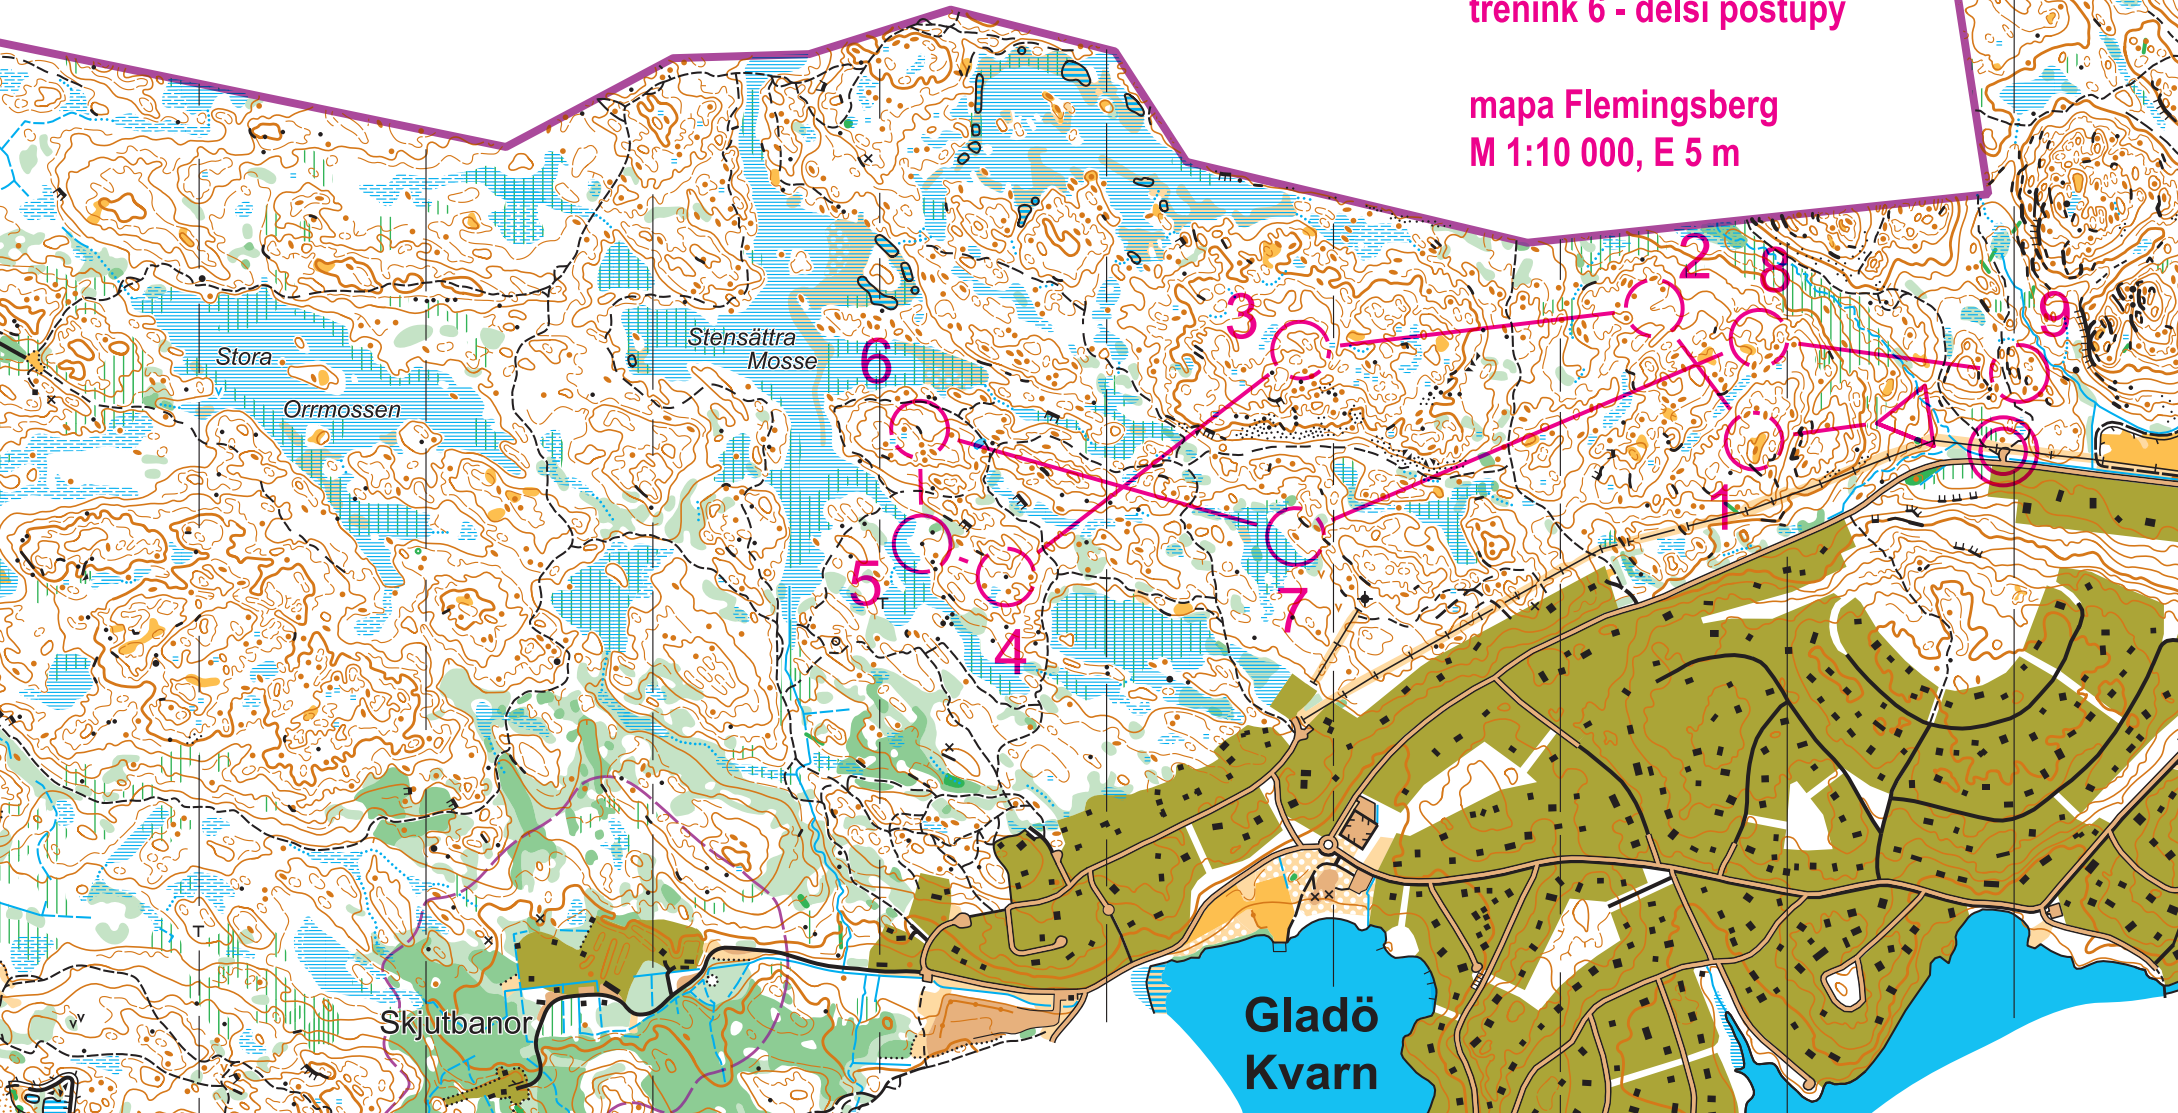 trénink 6 - delší postupy
mapa Flemingsberg
M 1:10 000, E 5 m
2
8
3
9
Stensättra
Mosse
Stora
6
Orrmossen
1
5
7
4
Skjutbanor
Gladö
Kvarn